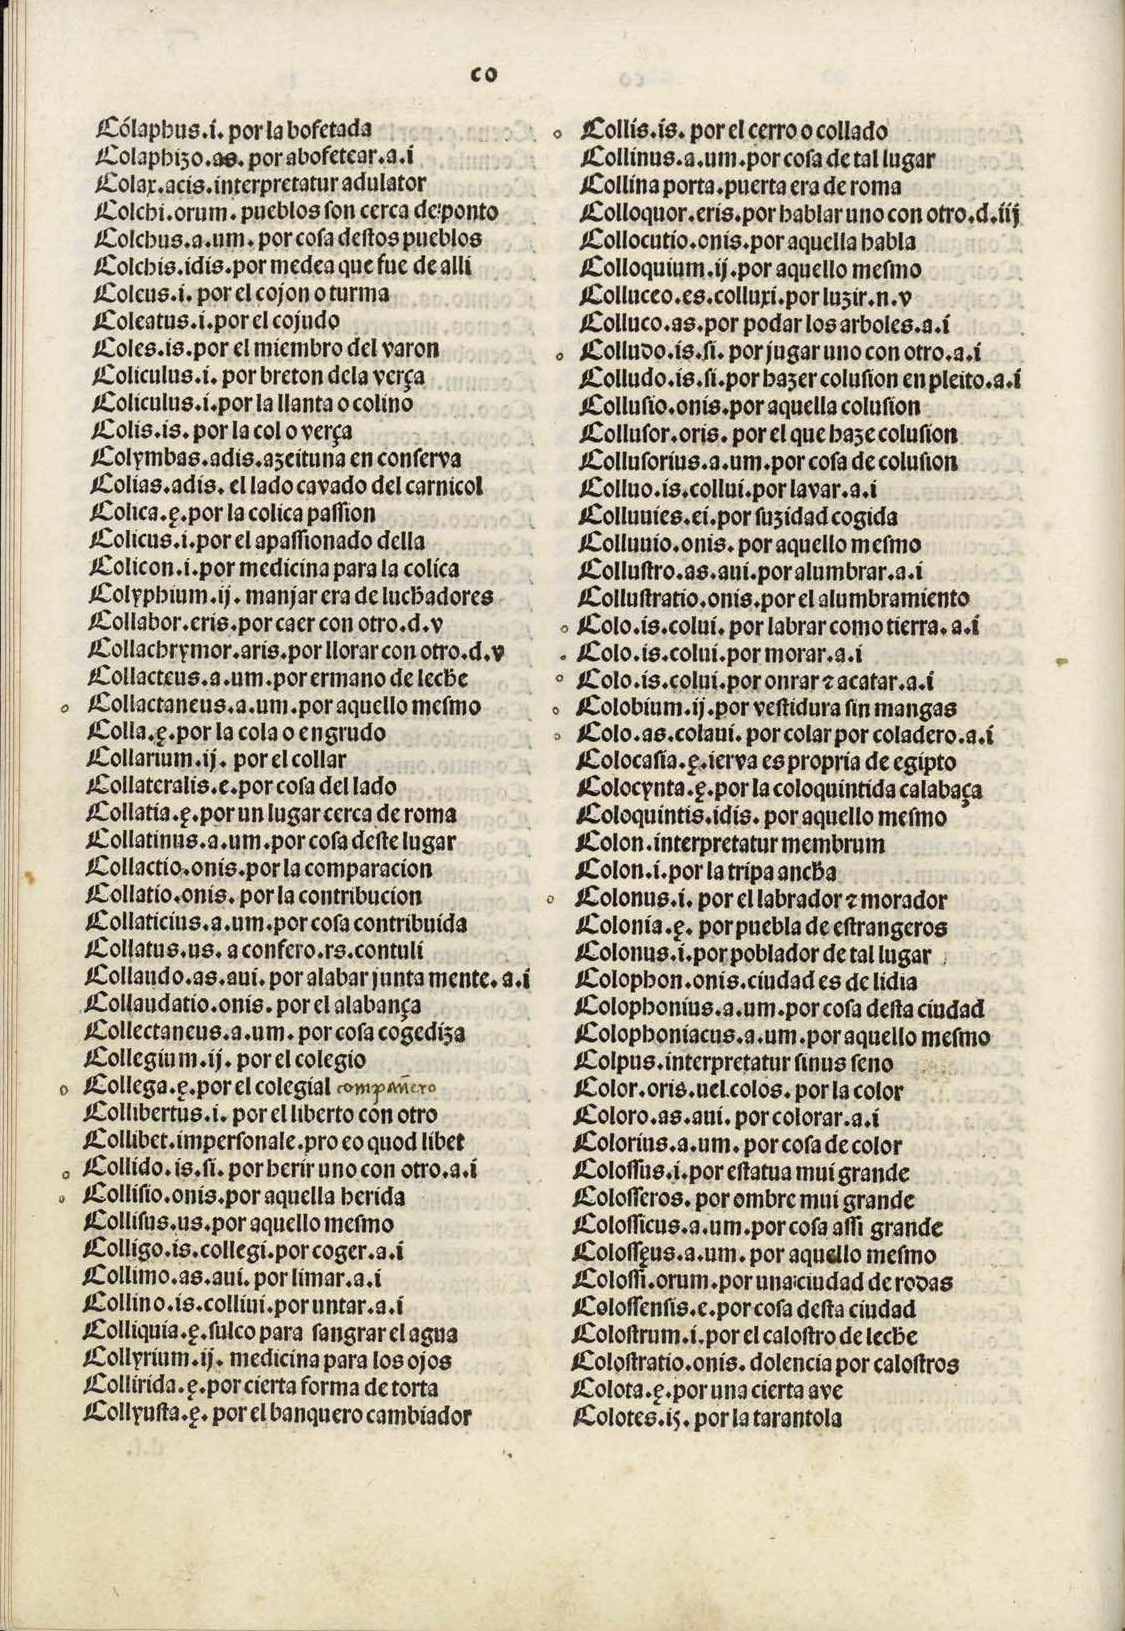 co
Cólaphus.i. por la bofetada
Colaphizo.as. por abofetear.a.i
Colax.acis.interpretatur adulator
Colchi.orum. pueblos son cerca de ponto
Colchus.a.um. por cosa destos pueblos
Colchis.idis.por medea que fue de alli
Coleus.i. por el cojon o turma
Coleatus.i.por el cojudo
Coles.is.por el miembro del varon
Coliculus.i. por breton dela verça
Coliculus.i.por la llanta o colino
Colis.is. por la col o verça
Colymbas.adis.azeituna en conserva
Colias.adis. el lado cavado del carnicol
Colica.ę.por la colica passion
Colicus.i.por el apassionado della
Colicon.i.por medicina para la colica
Colyphium.ij. manjar era de luchadores
Collabor.eris.por caer con otro.d.v
Collachrymor.aris.por llorar con otro.d.v
Collacteus.a.um.por ermano de leche
Collactaneus.a.um.por aquello mesmo
Colla.ę.por la cola o engrudo
Collarium.ij. por el collar
Collateralis.e.por cosa del lado
Collatia.ę.por un lugar cerca de roma
Collatinus.a.um.por cosa deste lugar
Collactio.onis.por la comparacion
Collatio.onis. por la contribucion
Collaticius.a.um.por cosa contribuida
Collatus.us. a confero.rs.contuli
Collaudo.as.aui. por alabar junta mente. a.i
Collaudatio.onis. por el alabança
Collectaneus.a.um. por cosa cogediza
Collegium.ij. por el colegio
Collega.ę.por el colegial compañero
Collibertus.i. por el liberto con otro
Collibet.impersonale.pro eo quod libet
Collido.is.si. por herir uno con otro.a.i
Collisio.onis.por aquella herida
Collisus.us.por aquello mesmo
Colligo.is.collegi.por coger.a.i
Collimo.as.aui. por limar.a.i
Collino.is.colliui.por untar.a.i
Colliquia.ę.sulco para sangrar el agua
Collyrium.ij. medicina para los ojos
Collirida.ę.por cierta forma de torta
Collyusta.ę. por el banquero cambiador
Collis.is. por el cerro o collado
Collinus.a.um.por cosa de tal lugar
Collina porta.puerta era de roma
Colloquor.eris.por hablar uno con otro.d.iij
Collocutio.onis.por aquella habla
Colloquium.ij.por aquello mesmo
Colluceo.es.colluxi.por luzir.n.v
Colluco.as.por podar los arboles.a.i
Colludo.is.si. por jugar uno con otro.a.i
Colludo.is.si.por hazer colusion en pleito.a.i
Collusio.onis.por aquella colusion
Collusor.oris. por el que haze colusion
Collusorius.a.um.por cosa de colusion
Colluo.is.collui.por lavar.a.i
Colluuies.ei.por suzidad cogida
Colluuio.onis. por aquello mesmo
Collustro.as.aui.por alumbrar.a.i
Collustratio.onis.por el alumbramiento
Colo.is.colui. por labrar como tierra. a.i
Colo.is.colui.por morar.a.i
Colo.is.colui.por onrar ⁊ acatar.a.i
Colobium.ij.por vestidura sin mangas
Colo.as.colaui. por colar por coladero.a.i
Colocasia.ę.ierva es propria de egipto
Colocynta.ę.por la coloquintida calabaça
Coloquintis.idis. por aquello mesmo
Colon.interpretatur membrum
Colon.i.por la tripa ancha
Colonus.i. por el labrador ⁊ morador
Colonia.ę. por puebla de estrangeros
Colonus.i.por poblador de tal lugar
Colophon.onis.ciudad es de lidia
Colophonius.a.um.por cosa desta ciudad
Colophoniacus.a.um.por aquello mesmo
Colpus.interpretatur sinus seno
Color.oris.uel.colos. por la color
Coloro.as.aui. por colorar.a.i
Colorius.a.um. por cosa de color
Colossus.i.por estatua mui grande
Colosseros. por ombre mui grande
Colossicus.a.um.por cosa assi grande
Colossęus.a.um. por aquello mesmo
Colossi.orum.por una ciudad de rodas
Colossensis.e.por cosa desta ciudad
Colostrum.i.por el calostro de leche
Colostratio.onis. dolencia por calostros
Colota.ę.por una cierta ave
Colotes.is. por la tarantola